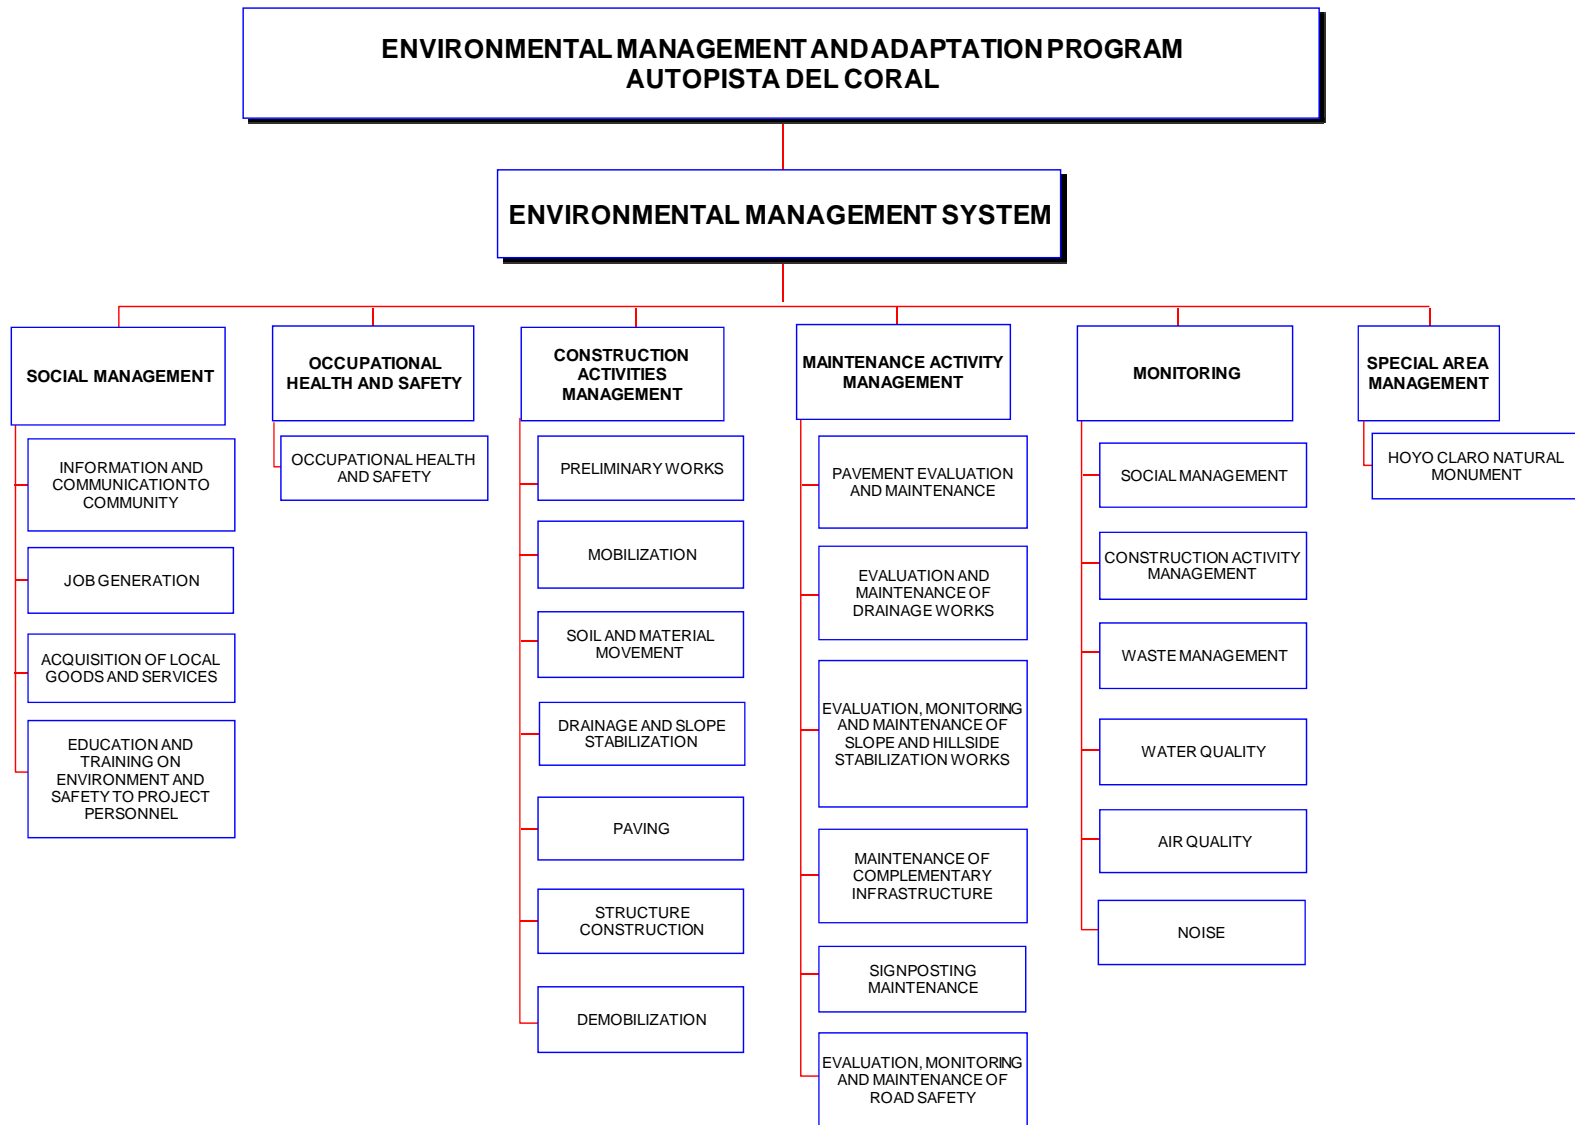 ENVIRONMENTAL MANAGEMENT AND ADAPTATION PROGRAM
AUTOPISTA DEL CORAL
ENVIRONMENTAL MANAGEMENT SYSTEM
SOCIAL MANAGEMENT
INFORMATION AND
COMMUNICATION TO
COMMUNITY
JOB GENERATION
ACQUISITION OF LOCAL
GOODS AND SERVICES
EDUCATION AND
TRAINING ON
ENVIRONMENT AND
SAFETY TO PROJECT
PERSONNEL
OCCUPATIONAL
HEALTH AND SAFETY
OCCUPATIONAL HEALTH
AND SAFETY
CONSTRUCTION
ACTIVITIES
MANAGEMENT
PRELIMINARY WORKS
MOBILIZATION
SOIL AND MATERIAL
MOVEMENT
DRAINAGE AND SLOPE
STABILIZATION
PAVING
STRUCTURE
CONSTRUCTION
DEMOBILIZATION
MAINTENANCE ACTIVITY
MANAGEMENT
PAVEMENT EVALUATION
AND MAINTENANCE
EVALUATION AND
MAINTENANCE OF
DRAINAGE WORKS
EVALUATION, MONITORING
AND MAINTENANCE OF
SLOPE AND HILLSIDE
STABILIZATION WORKS
MAINTENANCE OF
COMPLEMENTARY
INFRASTRUCTURE
SIGNPOSTING
MAINTENANCE
EVALUATION, MONITORING
AND MAINTENANCE OF
ROAD SAFETY
MONITORING
SOCIAL MANAGEMENT
CONSTRUCTION ACTIVITY
MANAGEMENT
WASTE MANAGEMENT
WATER QUALITY
AIR QUALITY
NOISE
SPECIAL AREA
MANAGEMENT
HOYO CLARO NATURAL
MONUMENT